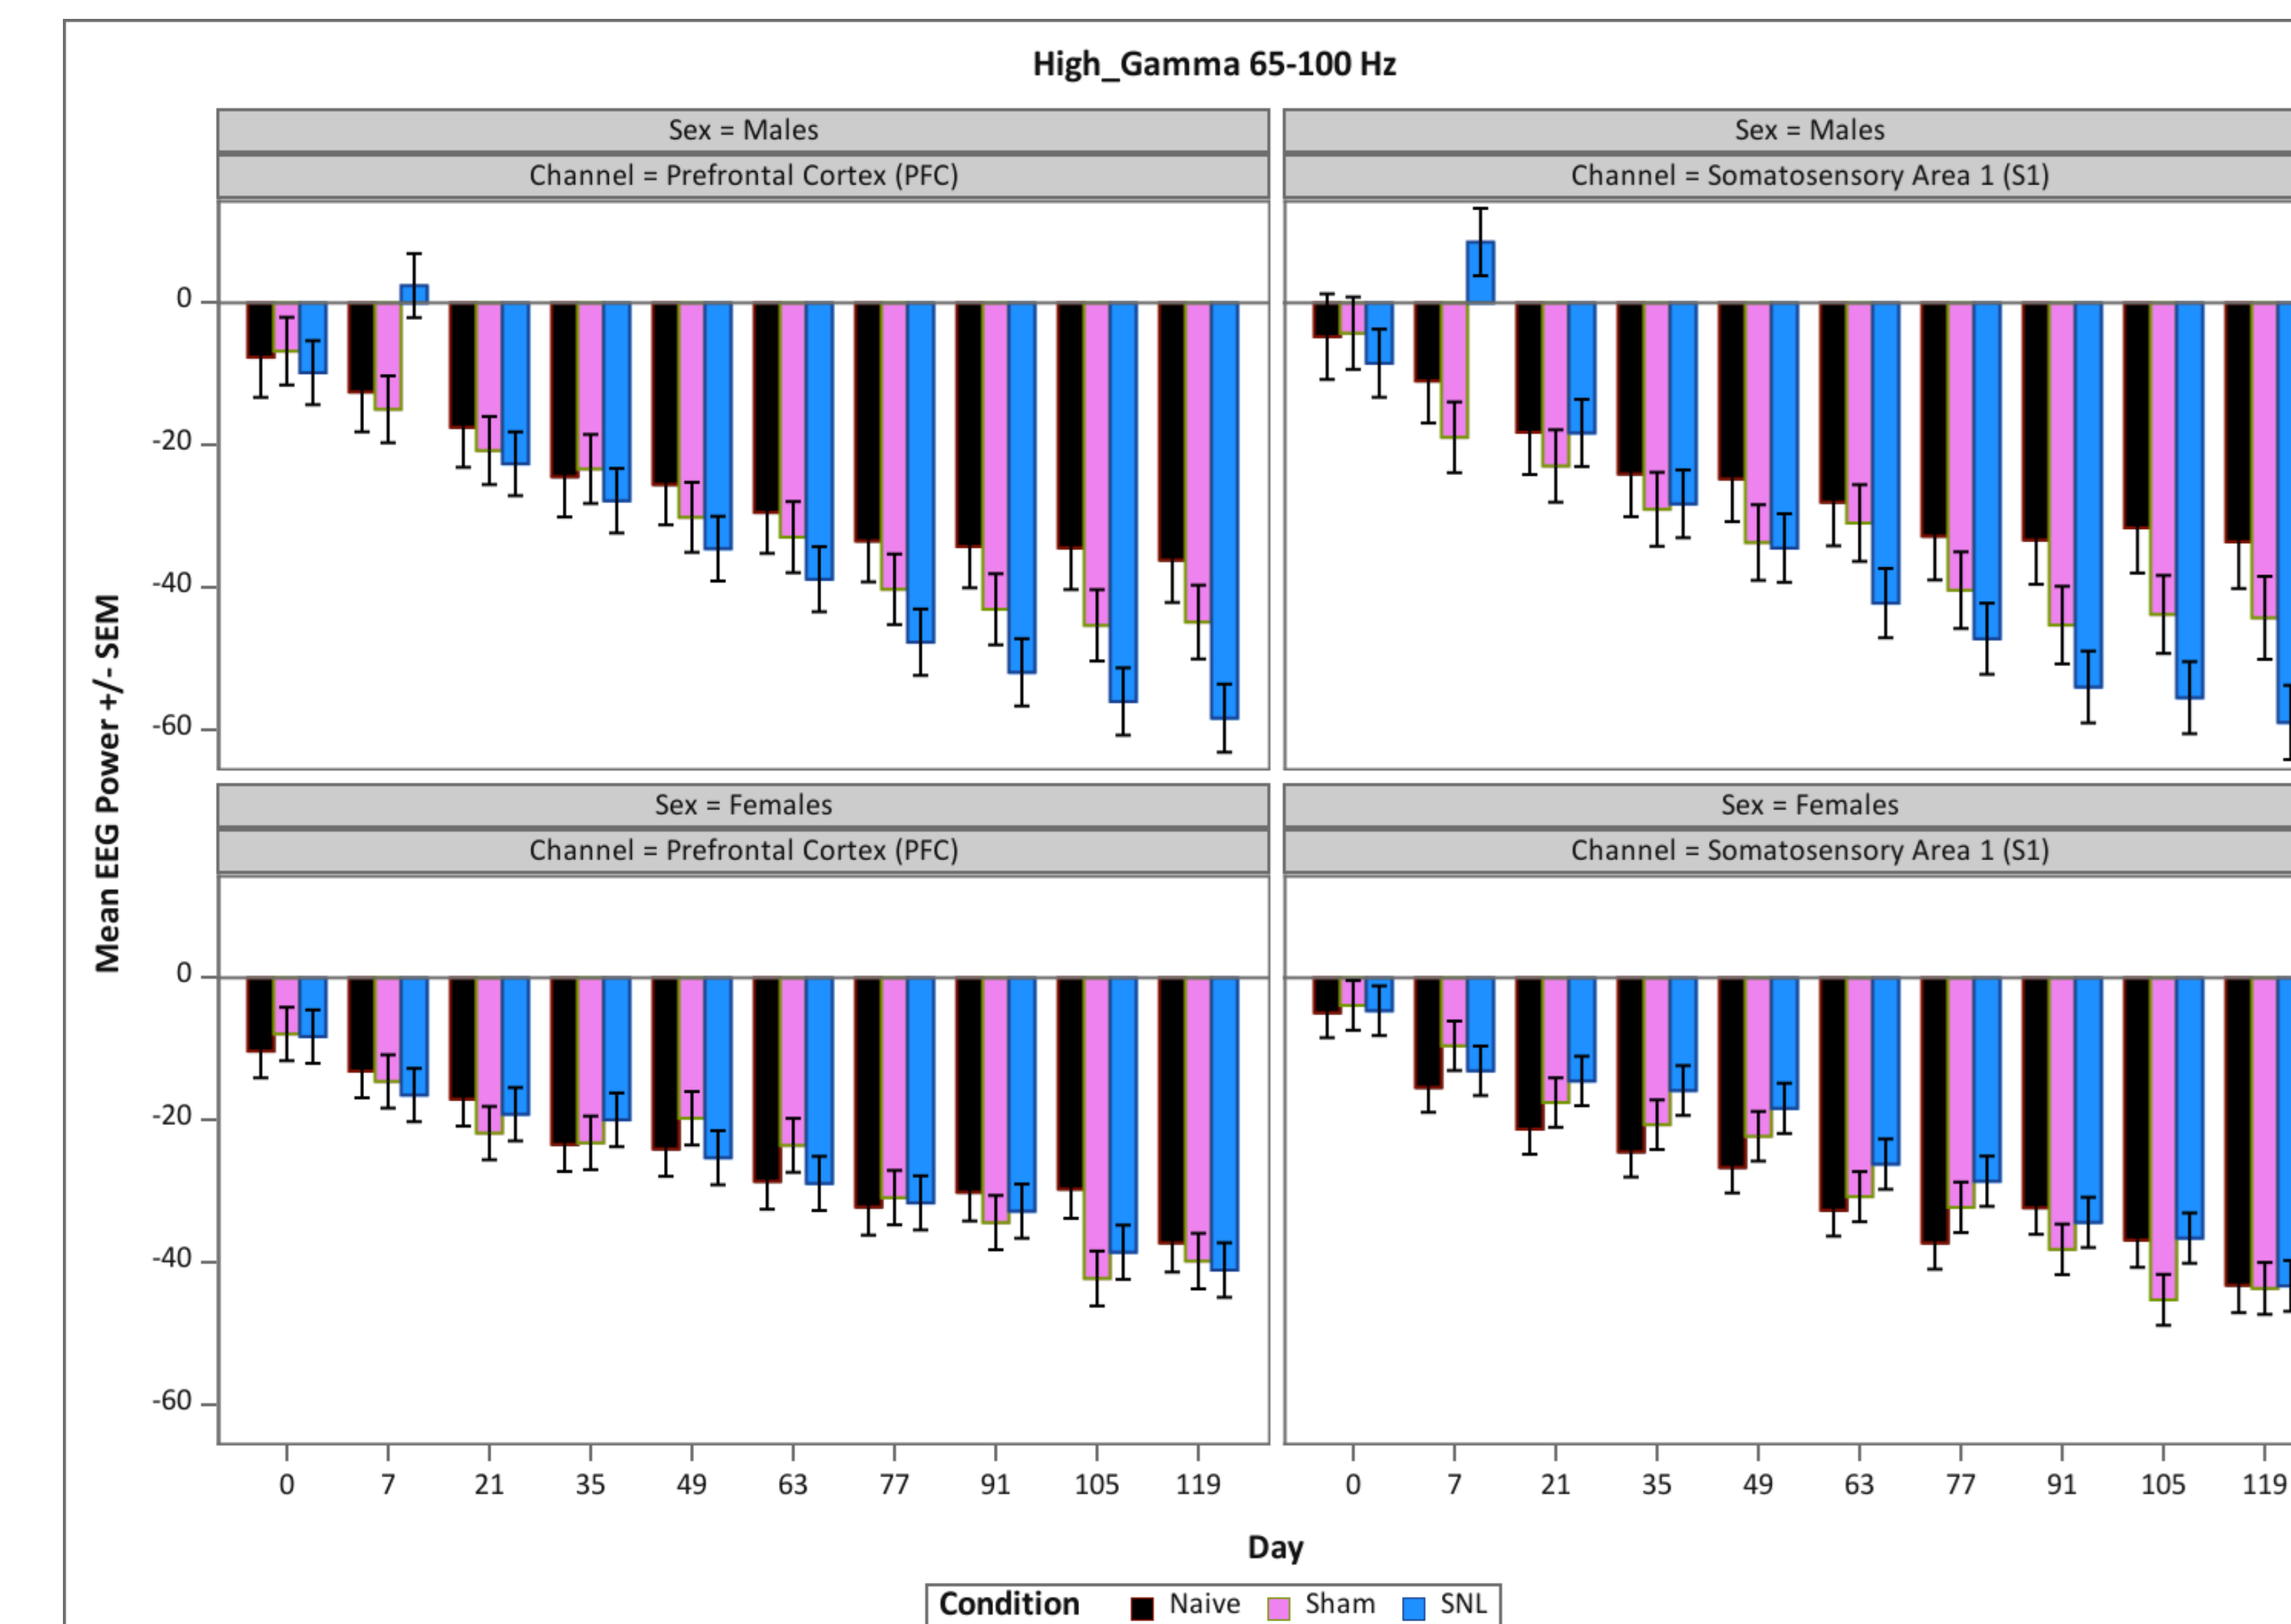 High_Gamma 65-100 Hz
Sex = Males
Channel = Prefrontal Cortex (PFC)
Sex = Males
Channel = Somatosensory Area 1 (S1)
0
-20
-40
-60
Mean EEG Power +/- SEM
Sex = Females
Channel = Prefrontal Cortex (PFC)
Sex = Females
Channel = Somatosensory Area 1 (S1)
0
-20
-40
-60
0 7 21 35 49 63 77 91 105 119
0 7 21 35 49 63 77 91 105 119
Day
Condition Naive Sham SNL